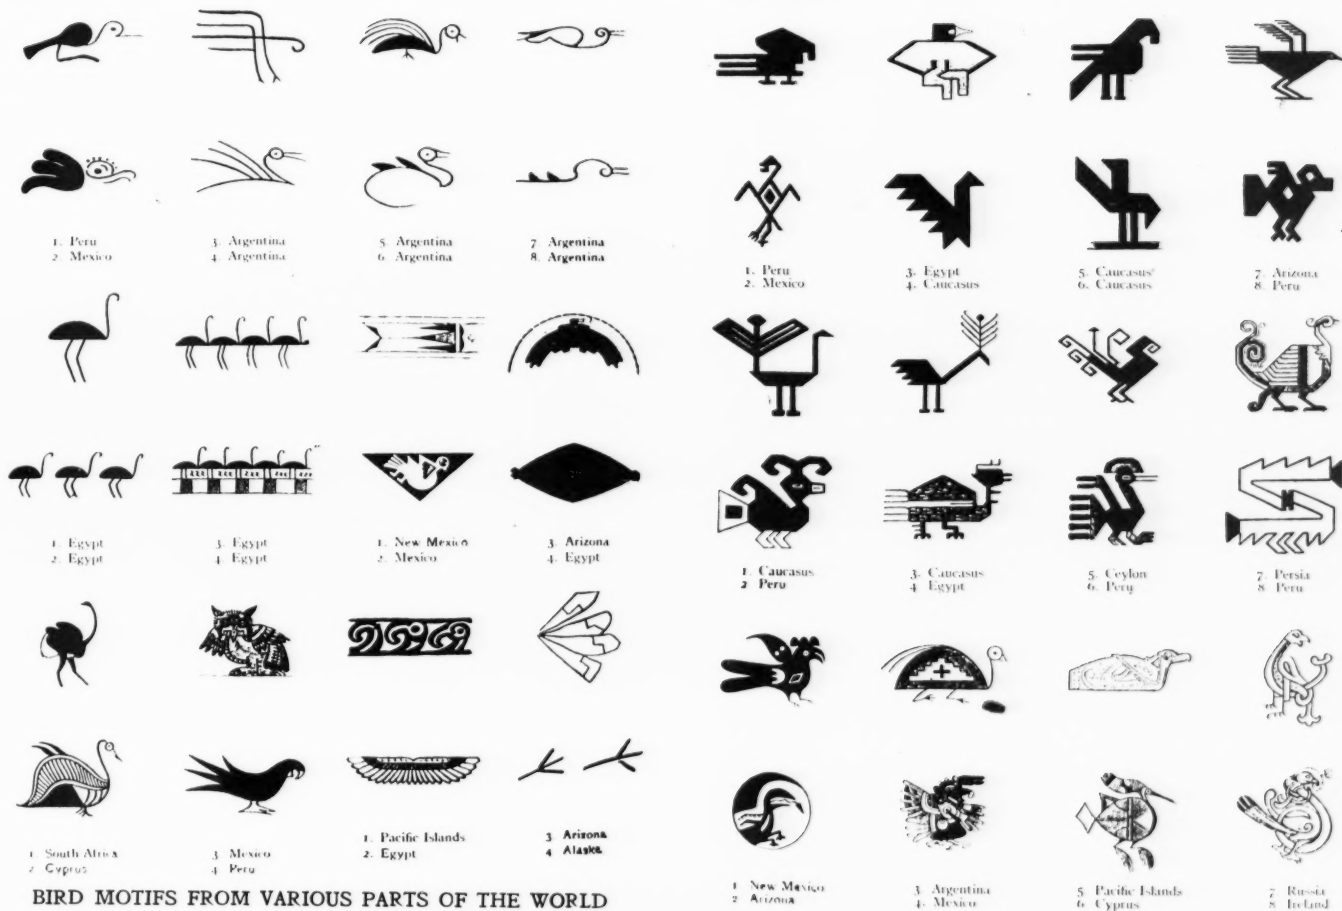 1. Peru
2. Mexico
3. Argentina
4. Argentina
5. Argentina
6. Argentina
7. Argentina
8. Argentina
1. Egypt
2. Egypt
3. Egypt
4. Egypt
1. New Mexico
2. Mexico
3. Arizona
4. Egypt
1. South Africa
2 Cyprus
3 Mexico
4 Peru
1. Pacific Islands
2. Egypt
3 Arizona
4 Alaska
BIRD MOTIFS FROM VARIOUS PARTS OF THE WORLD
1. Peru
2. Mexico
3. Egypt
4. Caucasus
5. Caucasus
6. Caucasus
7. Arizona
8. Peru
1. Caucasus
2 Peru
3. Caucasus
4 Egypt
5. Ceylon
6. Peru
7. Persia
8 Peru
1 New Mexico
2 Arizona
3. Argentina
4. Mexico
5 Pacific Islands
6 Cyprus
7 Russia
8 Ireland